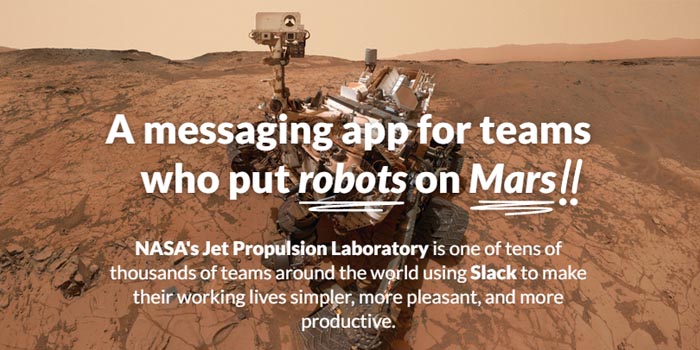 A messaging app for teams
who put robots on Mars!!
NASA's Jet Propulsion Laboratory is one of tens of
thousands of teams around the world using Slack to make
their working lives simpler, more pleasant, and more
productive.